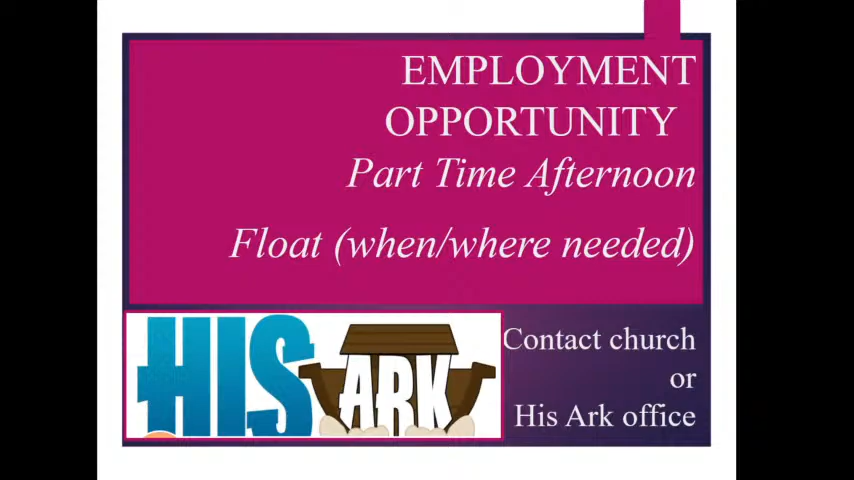 EMPLOYMENT
OPPORTUNITY
Part Time Afternoon
Float (when/where needed)
HIS ARK
Contact church
or
His Ark office